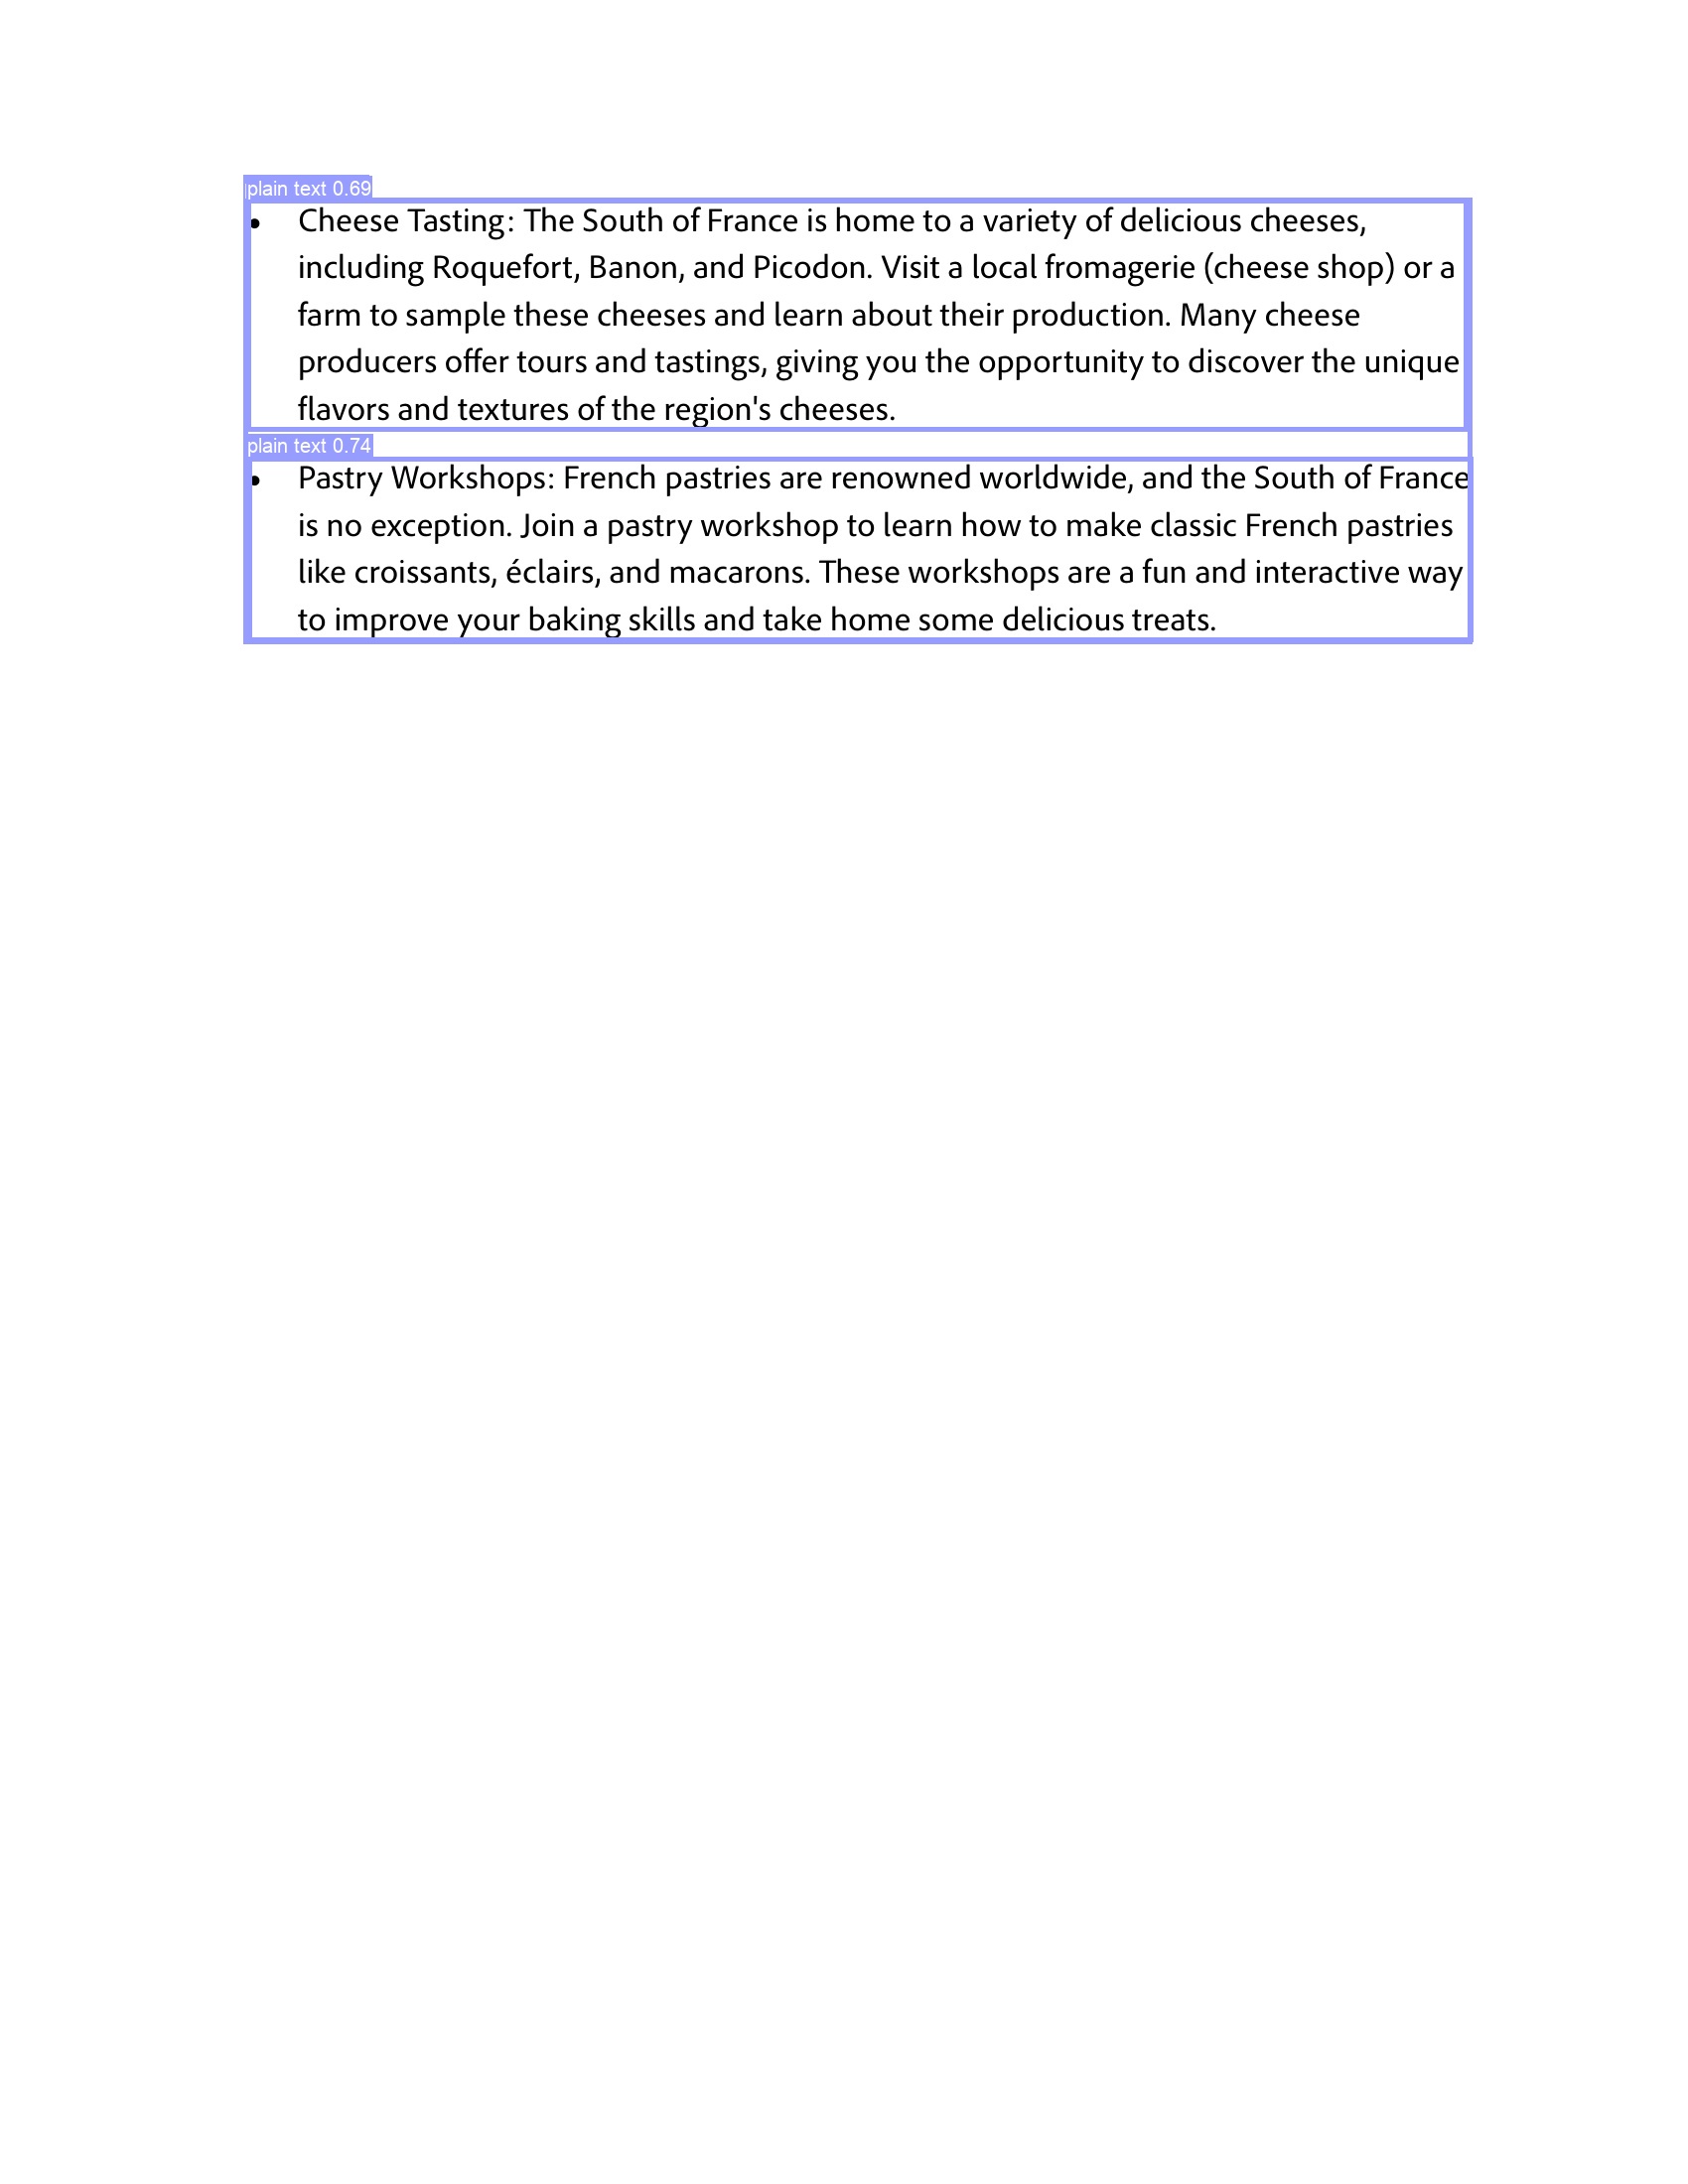 plain text 0.69
• Cheese Tasting: The South of France is home to a variety of delicious cheeses,
including Roquefort, Banon, and Picodon. Visit a local fromagerie (cheese shop) or a
farm to sample these cheeses and learn about their production. Many cheese
producers offer tours and tastings, giving you the opportunity to discover the unique
flavors and textures of the region's cheeses.
plain text 0.74
• Pastry Workshops: French pastries are renowned worldwide, and the South of France
is no exception. Join a pastry workshop to learn how to make classic French pastries
like croissants, éclairs, and macarons. These workshops are a fun and interactive way
to improve your baking skills and take home some delicious treats.